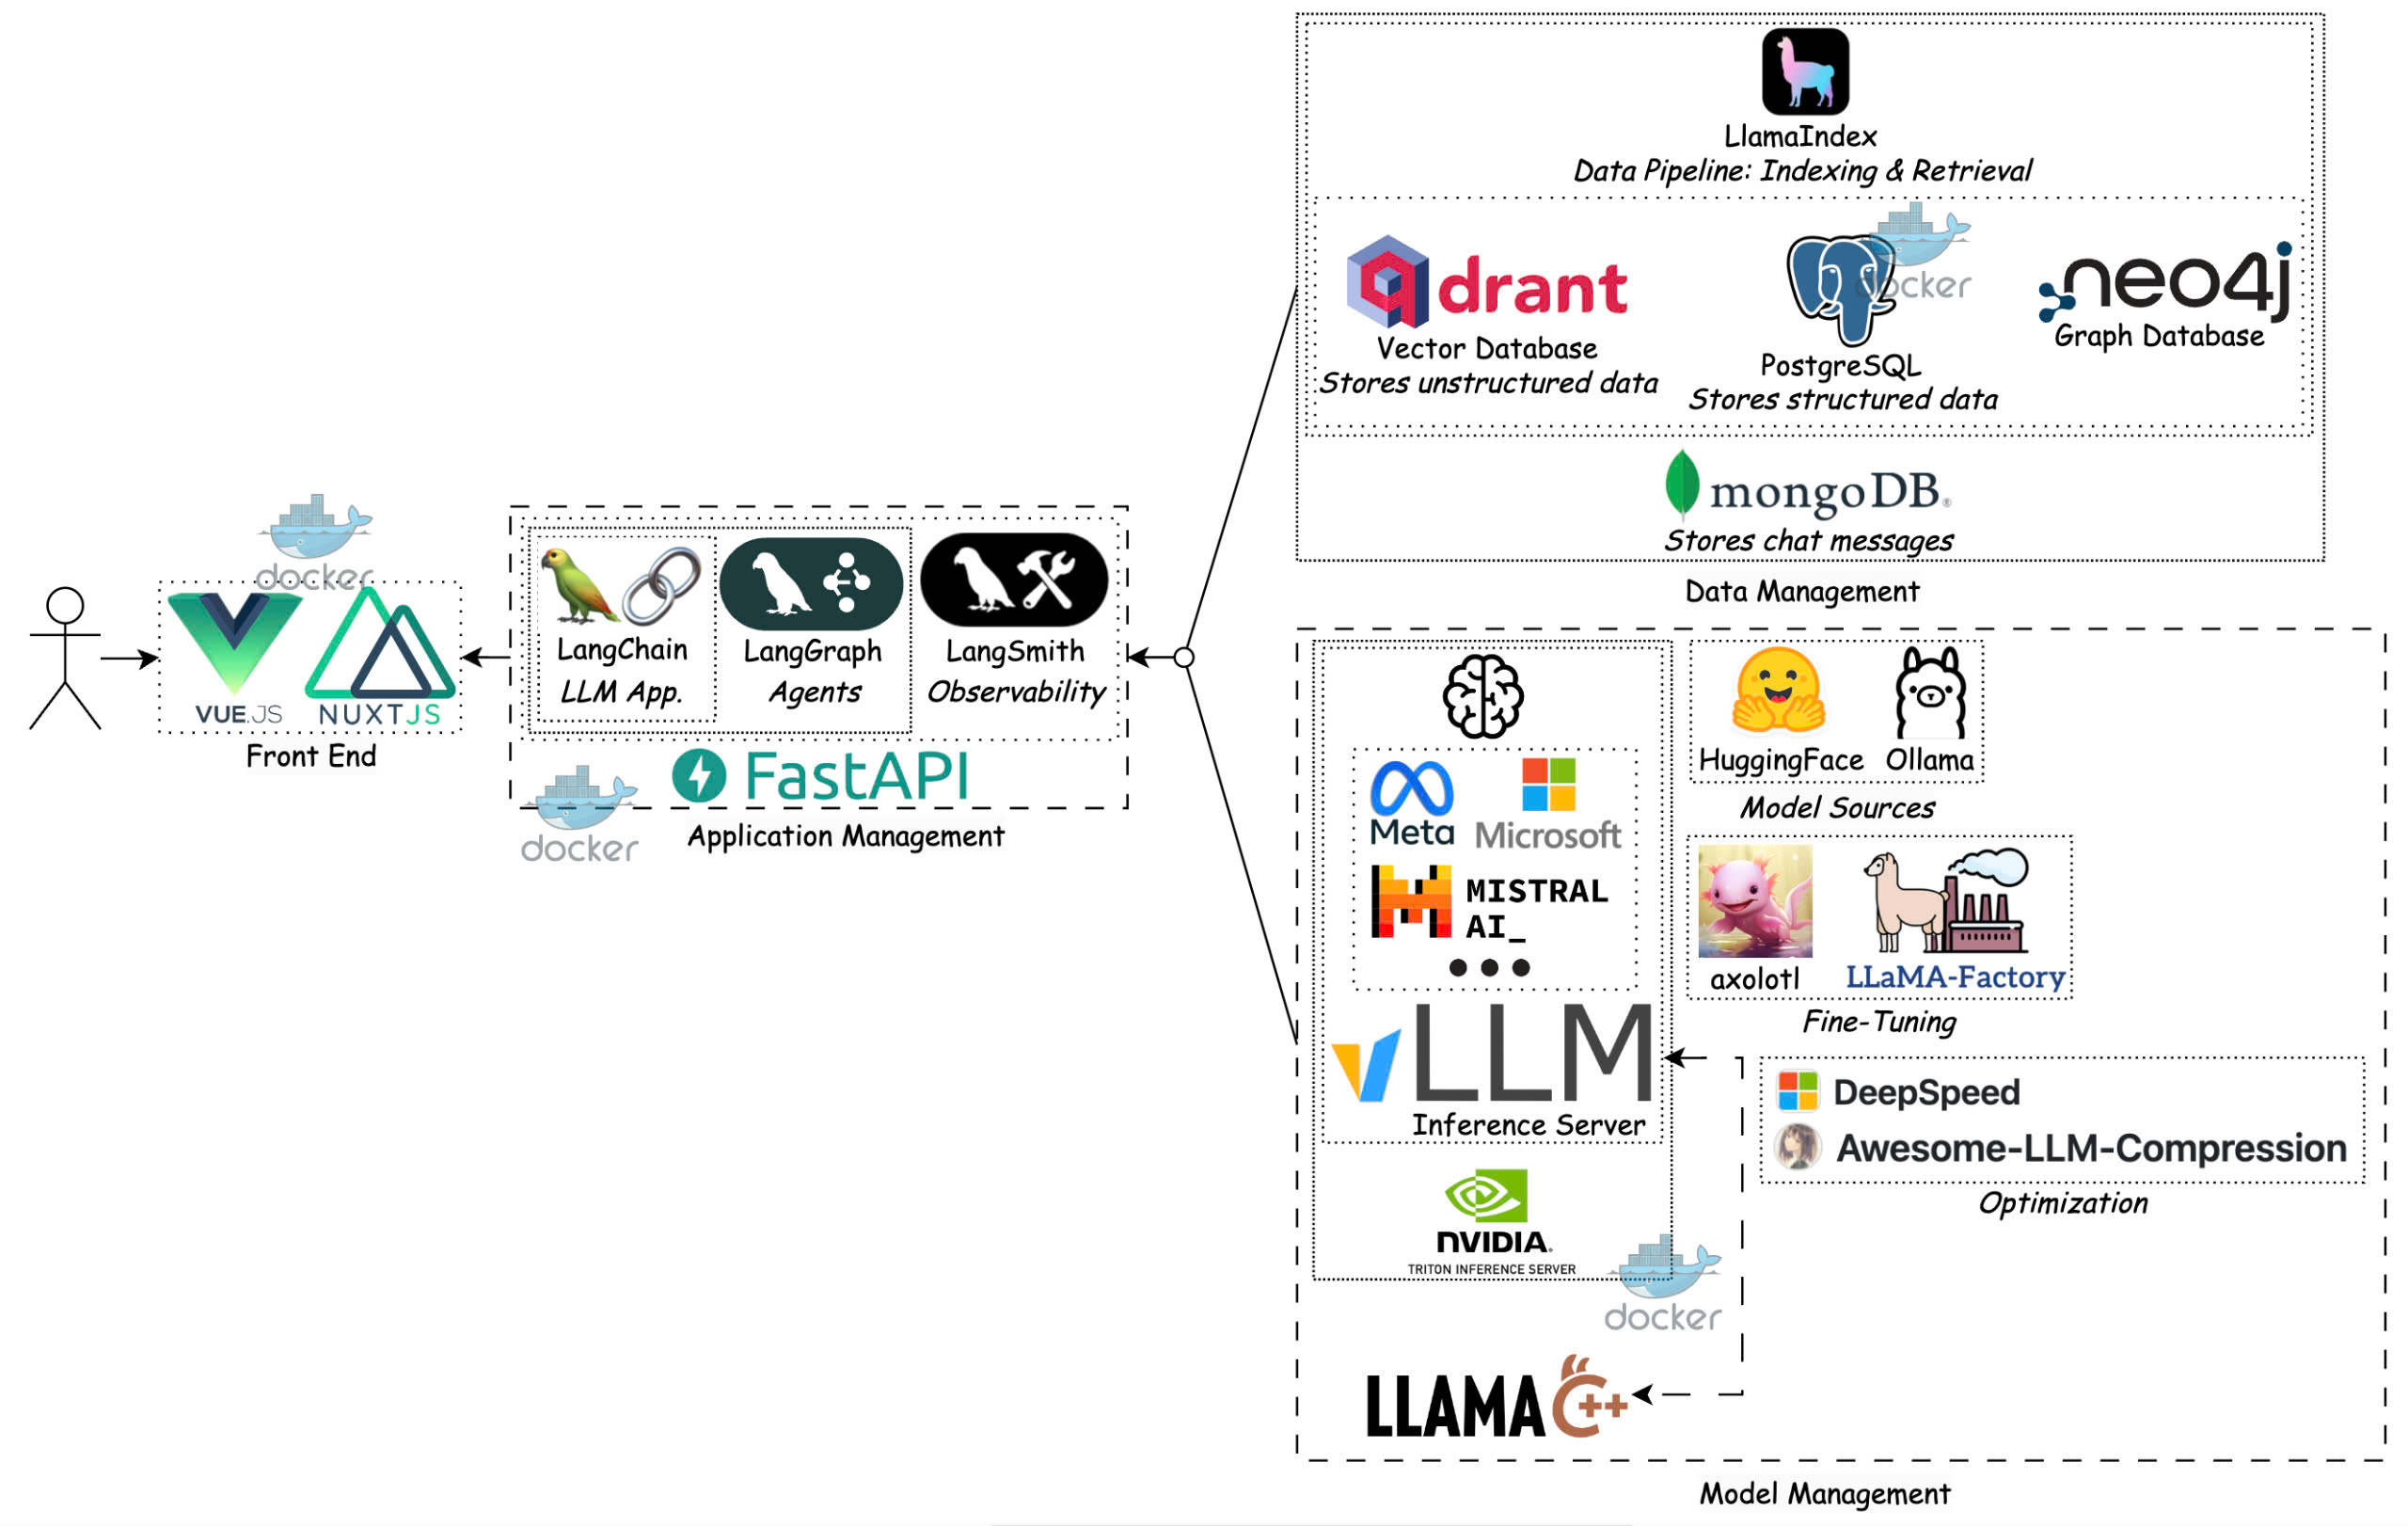 LlamaIndex
Data Pipeline: Indexing & Retrieval
qdrant
Vector Database
Stores unstructured data
docker
PostgreSQL
Stores structured data
neo4j
Graph Database
mongoDB®
Stores chat messages
Data Management
docker
VUE.JS
NUXTJS
Front End
LangChain
LLM App.
LangGraph
Agents
LangSmith
Observability
FastAPI
docker
Application Management
Meta
Microsoft
MISTRAL
AI_
vLLM
Inference Server
NVIDIA.
TRITON INFERENCE SERVER
docker
LLAMA C++
HuggingFace
Ollama
Model Sources
axolotl
LLaMA-Factory
Fine-Tuning
DeepSpeed
Awesome-LLM-Compression
Optimization
Model Management